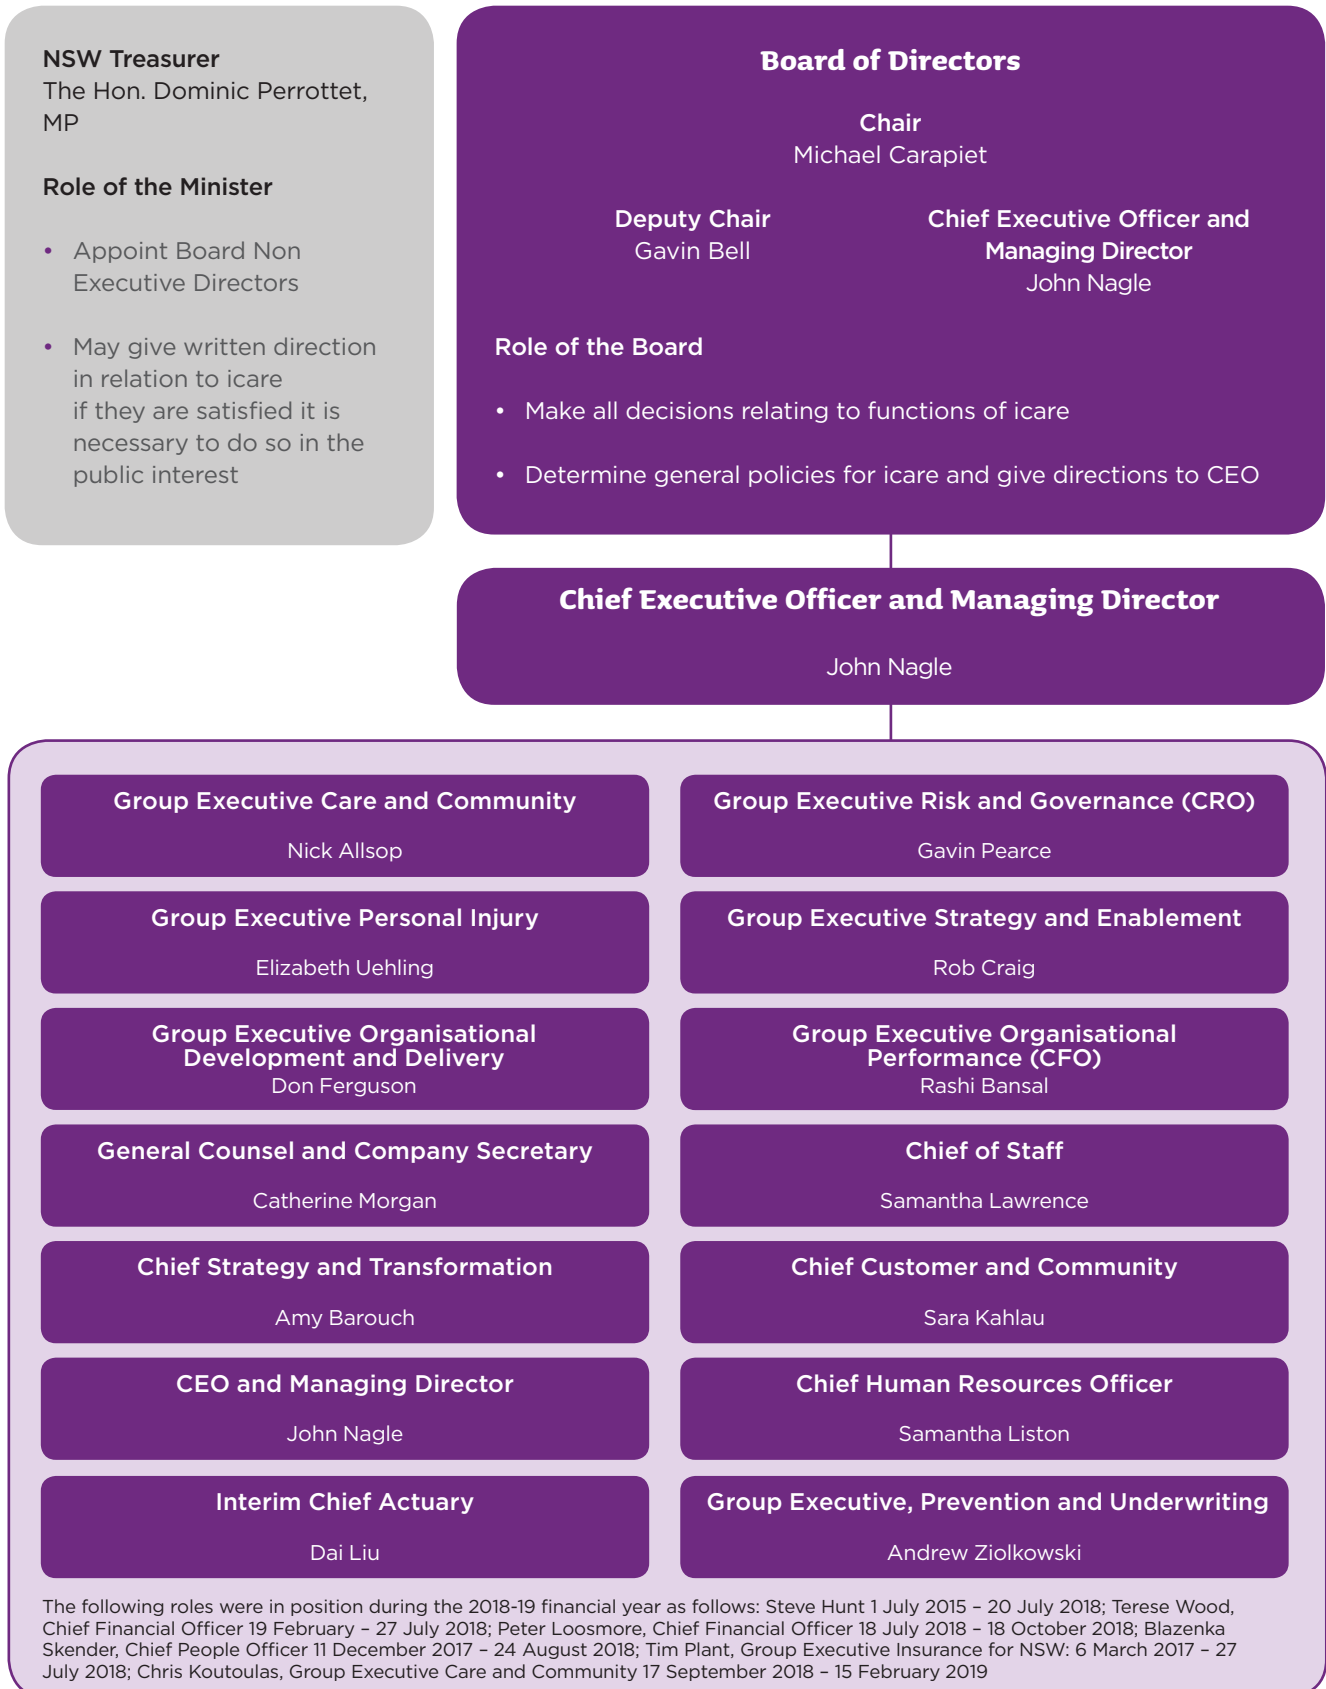 NSW Treasurer
The Hon. Dominic Perrottet,
MP
Role of the Minister
• Appoint Board Non
Executive Directors
• May give written direction
in relation to icare
if they are satisfied it is
necessary to do so in the
public interest
Board of Directors
Chair
Michael Carapiet
Deputy Chair
Gavin Bell
Chief Executive Officer and
Managing Director
John Nagle
Role of the Board
• Make all decisions relating to functions of icare
• Determine general policies for icare and give directions to CEO
Chief Executive Officer and Managing Director
John Nagle
Group Executive Care and Community
Nick Allsop
Group Executive Risk and Governance (CRO)
Gavin Pearce
Group Executive Personal Injury
Elizabeth Uehling
Group Executive Strategy and Enablement
Rob Craig
Group Executive Organisational
Development and Delivery
Don Ferguson
Group Executive Organisational
Performance (CFO)
Rashi Bansal
General Counsel and Company Secretary
Catherine Morgan
Chief of Staff
Samantha Lawrence
Chief Strategy and Transformation
Amy Barouch
Chief Customer and Community
Sara Kahlau
CEO and Managing Director
John Nagle
Chief Human Resources Officer
Samantha Liston
Interim Chief Actuary
Dai Liu
Group Executive, Prevention and Underwriting
Andrew Ziolkowski
The following roles were in position during the 2018-19 financial year as follows: Steve Hunt 1 July 2015 – 20 July 2018; Terese Wood,
Chief Financial Officer 19 February – 27 July 2018; Peter Loosmore, Chief Financial Officer 18 July 2018 – 18 October 2018; Blazenka
Skender, Chief People Officer 11 December 2017 – 24 August 2018; Tim Plant, Group Executive Insurance for NSW: 6 March 2017 – 27
July 2018; Chris Koutoulas, Group Executive Care and Community 17 September 2018 – 15 February 2019